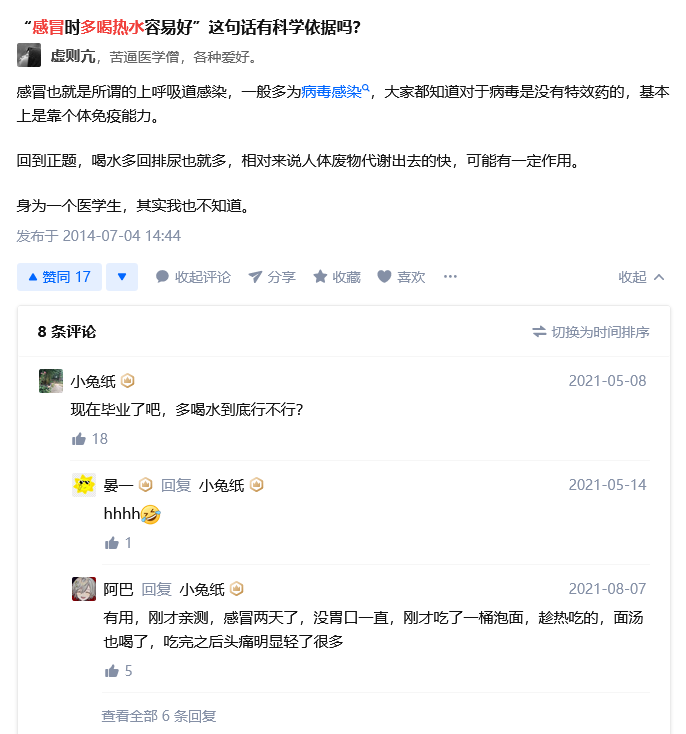 “感冒时多喝热水容易好”这句话有科学依据吗?
虚则亢，苦逼医学僧，各种爱好。
感冒也就是所谓的上呼吸道感染，一般多为病毒感染，大家都知道对于病毒是没有特效药的，基本
上是靠个体免疫能力。
回到正题，喝水多回排尿也就多，相对来说人体废物代谢出去的快，可能有一定作用。
身为一个医学生，其实我也不知道。
发布于 2014-07-04 14:44
赞同 17 收起评论 分享 收藏 喜欢 ··· 收起
8 条评论 切换为时间排序
小兔纸 2021-05-08
现在毕业了吧，多喝水到底行不行?
18
晏一 回复 小兔纸 2021-05-14
hhhh🤣
1
阿巴 回复 小兔纸 2021-08-07
有用，刚才亲测，感冒两天了，没胃口一直，刚才吃了一桶泡面，趁热吃的，面汤
也喝了，吃完之后头痛明显轻了很多
5
查看全部 6 条回复